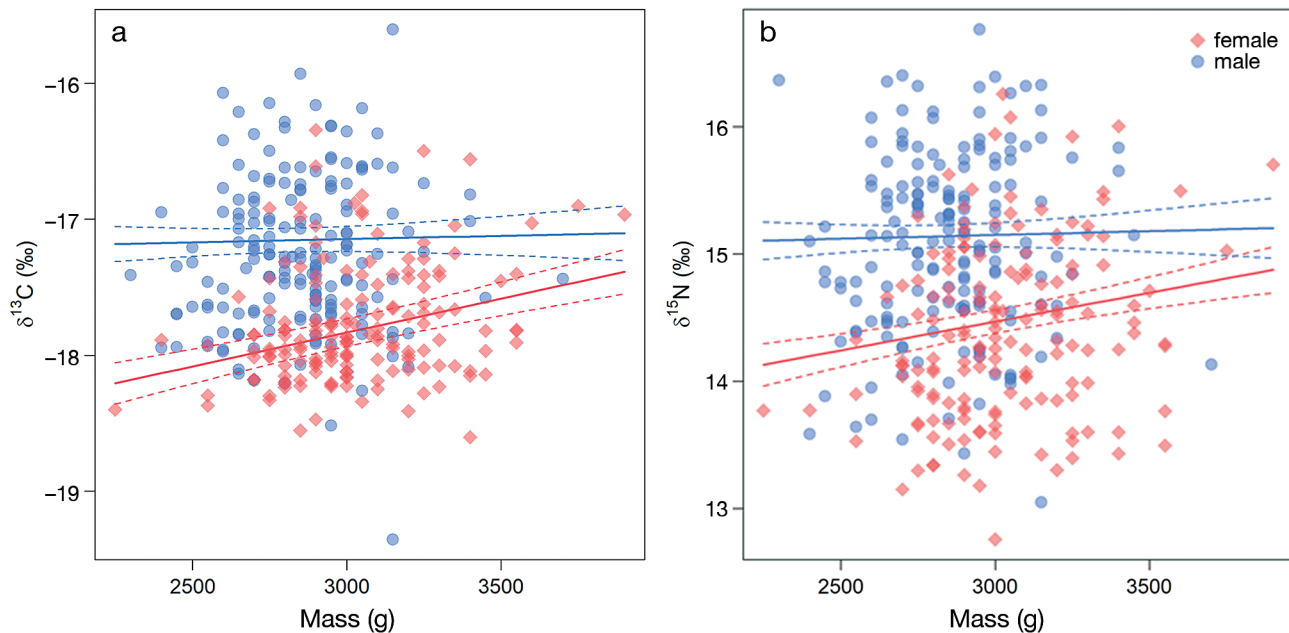 a
−16
−17
−18
−19
δ13C (‰)
2500 3000 3500
Mass (g)
b
female
male
16
15
14
13
δ15N (‰)
2500 3000 3500
Mass (g)